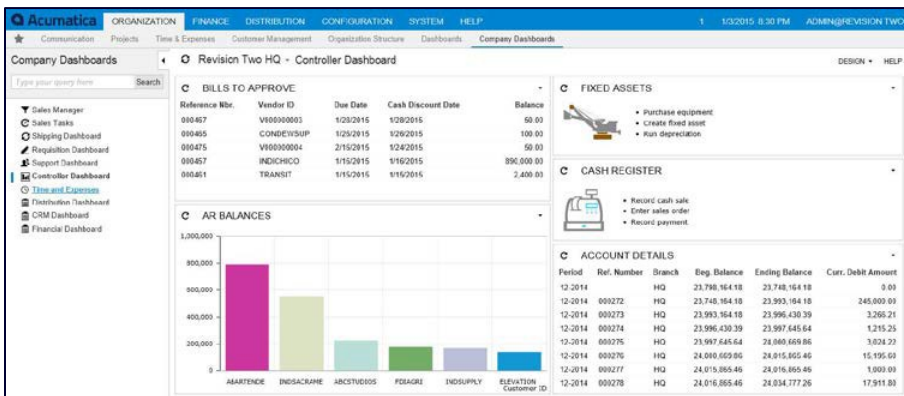 Acumatica ORGANIZATION FINANCE DISTRIBUTION CONFIGURATION SYSTEM HELP 1 1/3/2015 8:30 PM ADMIN@REVISION TWO
Communication Projects Time & Expenses Customer Management Organization Structure Dashboards Company Dashboards
Company Dashboards
Revision Two HQ - Controller Dashboard
DESIGN HELP
Type your query here Search
Sales Manager
Sales Tasks
Shipping Dashboard
Requisition Dashboard
Support Dashboard
Controller Dashboard
Time and Expenses
Distribution Dashboard
CRM Dashboard
Financial Dashboard
BILLS TO APPROVE
Reference Nbr. Vendor ID Due Date Cash Discount Date Balance
000467 V000000003 1/28/2015 1/28/2015 50.00
000465 CONDEWSUP 1/25/2015 1/26/2015 100.00
000475 V000000004 2/15/2015 1/24/2015 50.00
000457 INDICHICO 1/15/2015 1/16/2015 890,000.00
000461 TRANSIT 1/15/2015 1/15/2015 2,400.00
AR BALANCES
1,000,000
600,000
400,000
200,000
0
ABARTENDE INDSACRAME ABCSTUDIOS FDIAGRI INDSUPPLY ELEVATION
Customer ID
FIXED ASSETS
Purchase equipment
Create fixed asset
Run depreciation
CASH REGISTER
Record cash sale
Enter sales order
Record payment
ACCOUNT DETAILS
Period Ref. Number Branch Beg. Balance Ending Balance Curr. Debit Amount
12-2014 HQ 23,798,164.18 23,748,164.18 0.00
12-2014 000272 HQ 23,748,164.18 23,993,164.18 245,000.00
12-2014 000273 HQ 23,993,164.18 23,996,430.39 3,266.21
12-2014 000274 HQ 23,996,430.39 23,997,645.64 1,215.25
12-2014 000275 HQ 23,997,645.64 24,000,669.86 3,024.22
12-2014 000276 HQ 24,000,669.86 24,015,865.46 15,195.60
12-2014 000277 HQ 24,015,865.46 24,016,865.46 1,000.00
12-2014 000278 HQ 24,016,865.46 24,034,777.26 17,911.80